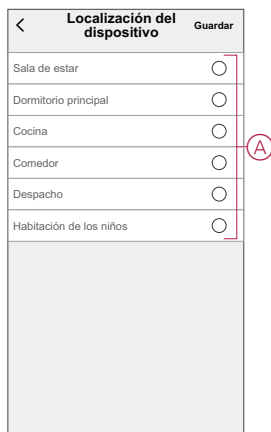 Localización del
dispositivo
Guardar
Sala de estar
Dormitorio principal
Cocina
Comedor
Despacho
Habitación de los niños
A